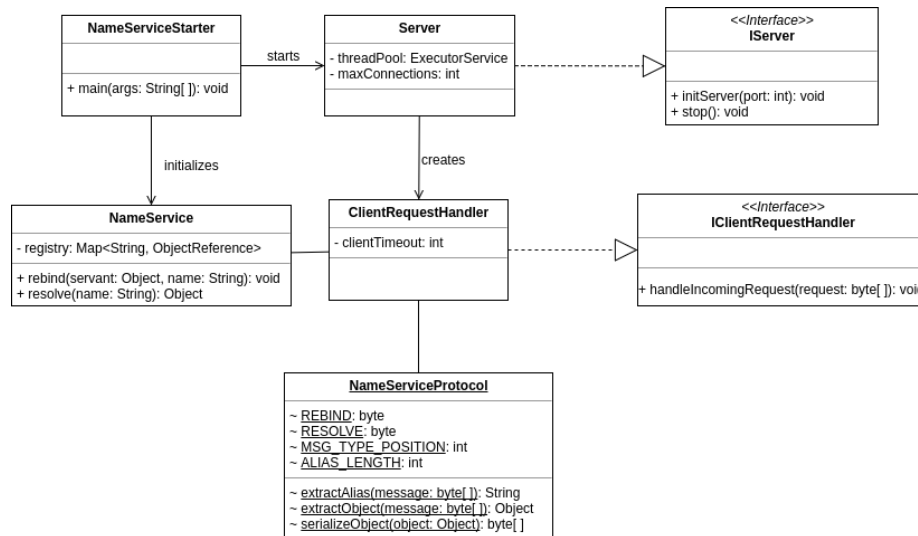 NameServiceStarter
+ main(args: String[ ]): void
starts
Server
- threadPool: ExecutorService
- maxConnections: int
<<Interface>>
IServer
+ initServer(port: int): void
+ stop(): void
initializes
creates
NameService
- registry: Map<String, ObjectReference>
+ rebind(servant: Object, name: String): void
+ resolve(name: String): Object
ClientRequestHandler
- clientTimeout: int
<<Interface>>
IClientRequestHandler
+ handleIncomingRequest(request: byte[ ]): void
NameServiceProtocol
~ REBIND: byte
~ RESOLVE: byte
~ MSG_TYPE_POSITION: int
~ ALIAS_LENGTH: int
~ extractAlias(message: byte[ ]): String
~ extractObject(message: byte[ ]): Object
~ serializeObject(object: Object): byte[ ]